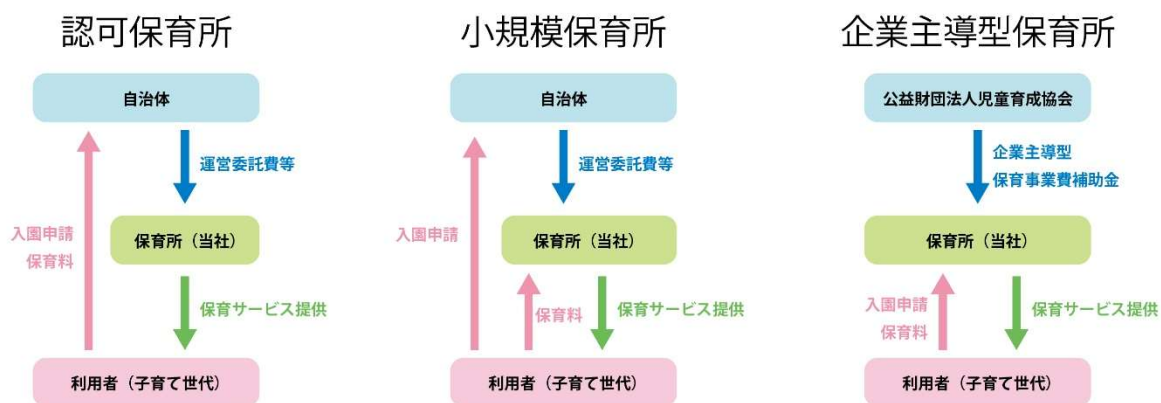 認可保育所
自治体
運営委託費等
入園申請
保育料
保育所（当社）
保育サービス提供
利用者（子育て世代）
小規模保育所
自治体
運営委託費等
入園申請
保育所（当社）
保育料
保育サービス提供
利用者（子育て世代）
企業主導型保育所
公益財団法人児童育成協会
企業主導型
保育事業費補助金
保育所（当社）
入園申請
保育料
保育サービス提供
利用者（子育て世代）